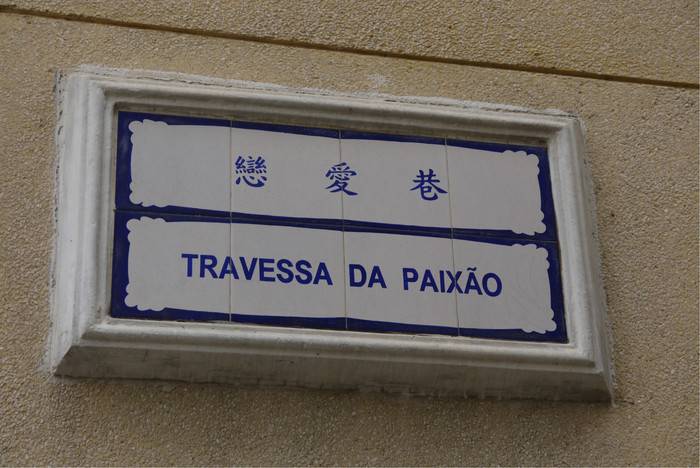 戀愛巷
TRAVESSA DA PAIXÃO